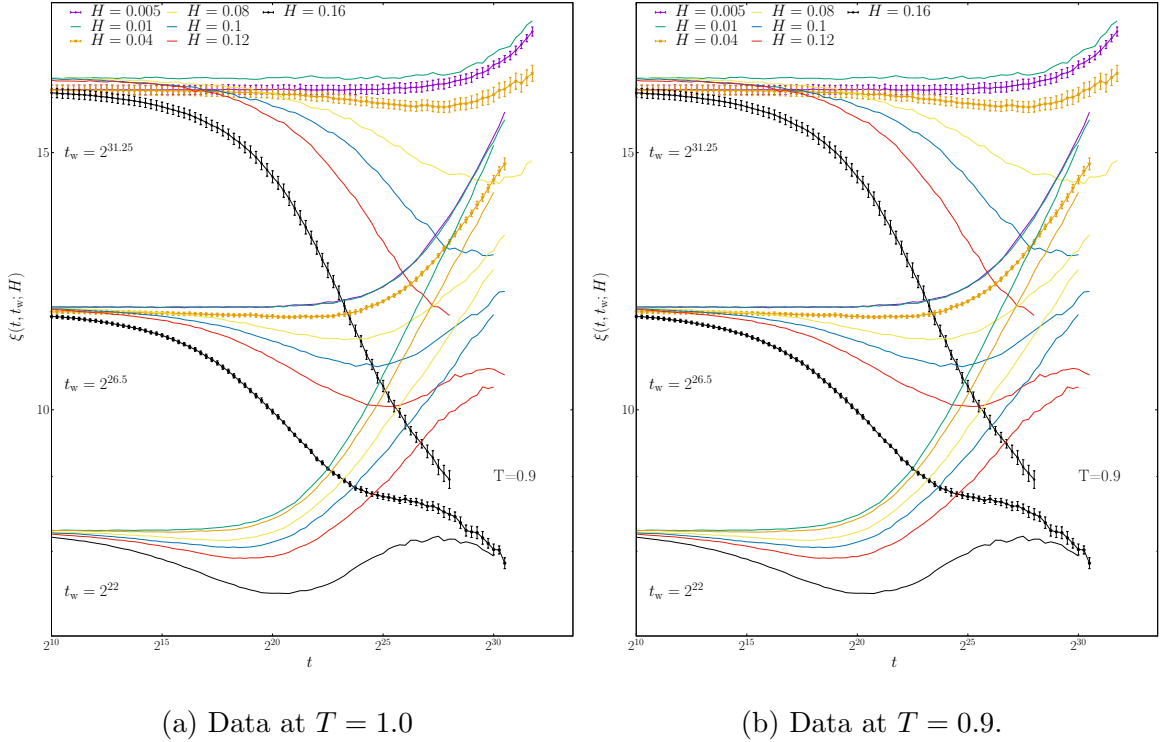 H = 0.005 H = 0.08 H = 0.16
H = 0.01 H = 0.1
H = 0.04 H = 0.12
15
10
ξ(t, t_w; H)
t_w = 2^{31.25}
t_w = 2^{26.5}
T=0.9
t_w = 2^{22}
2^{10} 2^{15} 2^{20} 2^{25} 2^{30}
t
(a) Data at T = 1.0
H = 0.005 H = 0.08 H = 0.16
H = 0.01 H = 0.1
H = 0.04 H = 0.12
15
10
ξ(t, t_w; H)
t_w = 2^{31.25}
t_w = 2^{26.5}
T=0.9
t_w = 2^{22}
2^{10} 2^{15} 2^{20} 2^{25} 2^{30}
t
(b) Data at T = 0.9.